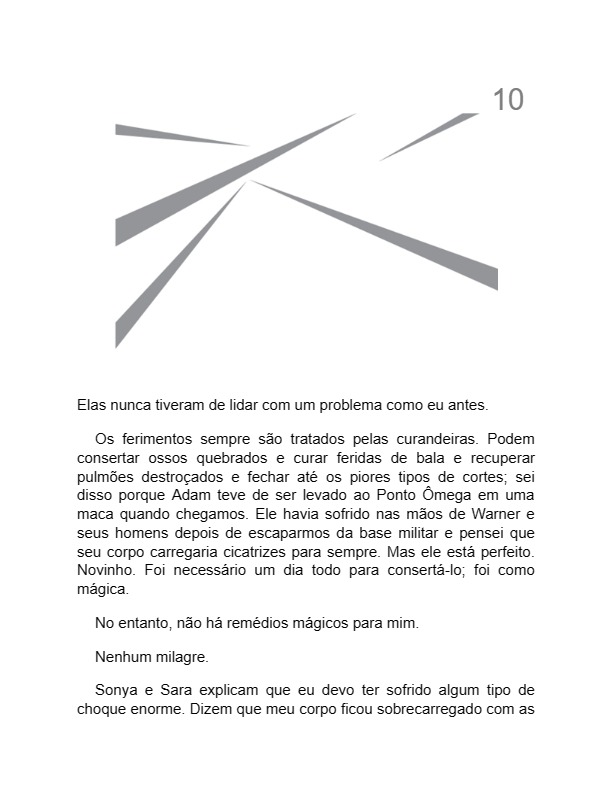 10
Elas nunca tiveram de lidar com um problema como eu antes.
Os ferimentos sempre são tratados pelas curandeiras. Podem
consertar ossos quebrados e curar feridas de bala e recuperar
pulmões destroçados e fechar até os piores tipos de cortes; sei
disso porque Adam teve de ser levado ao Ponto Ômega em uma
maca quando chegamos. Ele havia sofrido nas mãos de Warner e
seus homens depois de escaparmos da base militar e pensei que
seu corpo carregaria cicatrizes para sempre. Mas ele está perfeito.
Novinho. Foi necessário um dia todo para consertá-lo; foi como
mágica.
No entanto, não há remédios mágicos para mim.
Nenhum milagre.
Sonya e Sara explicam que eu devo ter sofrido algum tipo de
choque enorme. Dizem que meu corpo ficou sobrecarregado com as